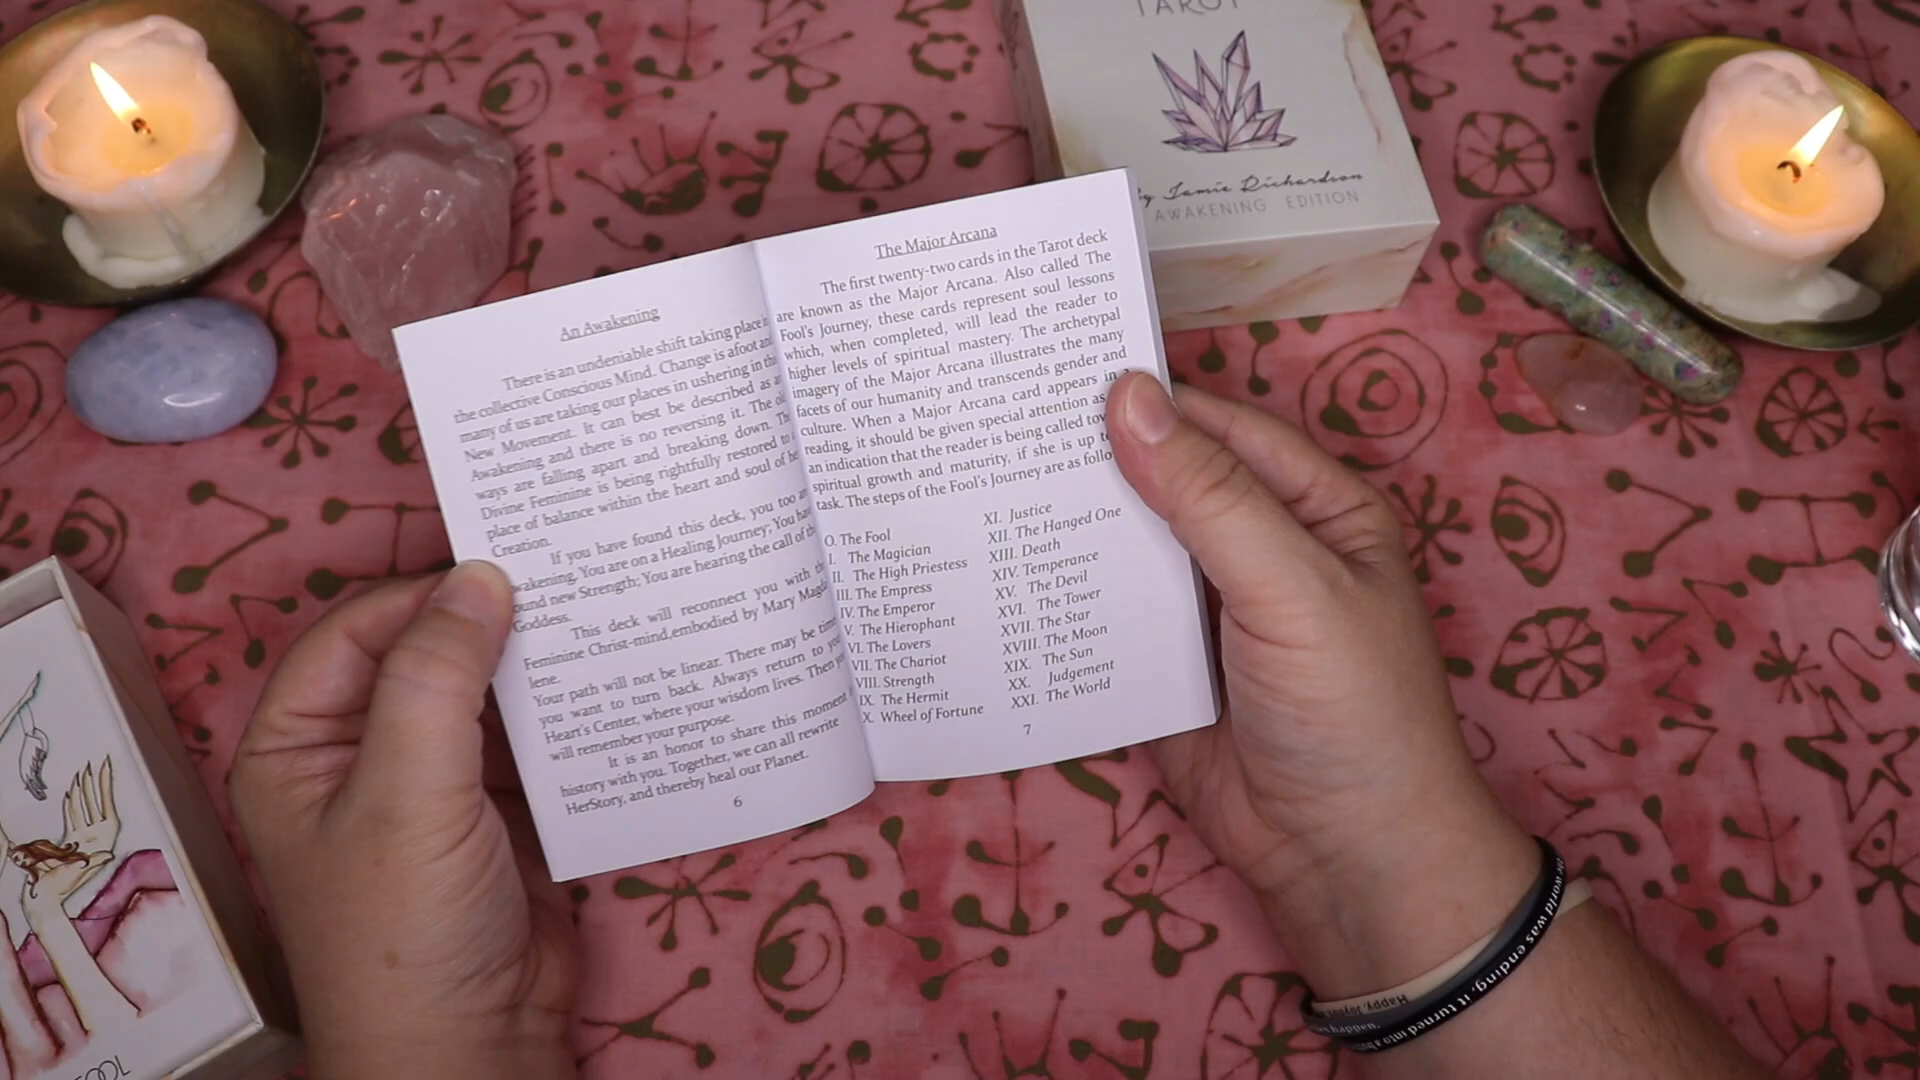 TAROT
By Jamie Richardson
AWAKENING EDITION
An Awakening
There is an undeniable shift taking place
the collective Conscious Mind. Change is afoot
many of us are taking our places in ushering in
New Movement. It can best be described as
Awakening and there is no reversing it. The
ways are falling apart and breaking down. The
Divine Feminine is being rightfully restored to
place of balance within the heart and soul of
Creation.
If you have found this deck, you too
wakening. You are on a Healing Journey; You
ound new Strength; You are hearing the call of
Goddess.
This deck will reconnect you with
Feminine Christ-mind,embodied by Mary
lene.
Your path will not be linear. There may be
you want to turn back. Always return to
Heart's Center, where your wisdom lives. Then
will remember your purpose.
It is an honor to share this moment
history with you. Together, we can all rewrite
HerStory, and thereby heal our Planet.
6
The Major Arcana
The first twenty-two cards in the Tarot deck
are known as the Major Arcana. Also called The
Fool's Journey, these cards represent soul lessons
which, when completed, will lead the reader to
higher levels of spiritual mastery. The archetypal
imagery of the Major Arcana illustrates the many
facets of our humanity and transcends gender and
culture. When a Major Arcana card appears in
reading, it should be given special attention as
an indication that the reader is being called
spiritual growth and maturity, if she is up
task. The steps of the Fool's Journey are as
O. The Fool
I. The Magician
II. The High Priestess
III. The Empress
IV. The Emperor
V. The Hierophant
VI. The Lovers
VII. The Chariot
VIII. Strength
IX. The Hermit
X. Wheel of Fortune
XI. Justice
XII. The Hanged One
XIII. Death
XIV. Temperance
XV. The Devil
XVI. The Tower
XVII. The Star
XVIII. The Moon
XIX. The Sun
XX. Judgement
XXI. The World
7
OOL
world was ending, it turned into
Happy, Joyous